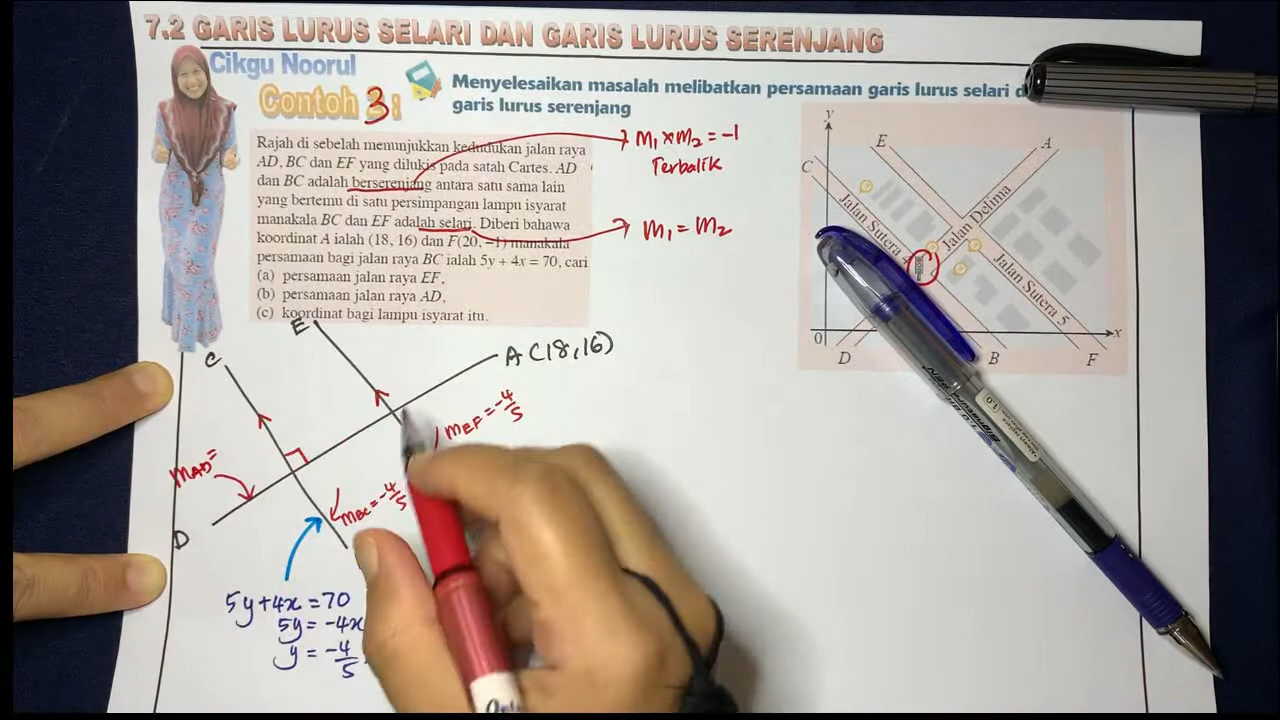 7.2 GARIS LURUS SELARI DAN GARIS LURUS SERENJANG
Cikgu Noorul
Contoh 3:
Menyelesaikan masalah melibatkan persamaan garis lurus selari
garis lurus serenjang
Rajah di sebelah menunjukkan kedudukan jalan raya
AD, BC dan EF yang dilukis pada satah Cartes. AD
dan BC adalah berserenjang antara satu sama lain
yang bertemu di satu persimpangan lampu isyarat
manakala BC dan EF adalah selari. Diberi bahawa
koordinat A ialah (18, 16) dan F(20, −1) manakala
persamaan bagi jalan raya BC ialah 5y + 4x = 70, cari
(a) persamaan jalan raya EF,
(b) persamaan jalan raya AD,
(c) koordinat bagi lampu isyarat itu.
m₁ × m₂ = -1
Terbalik
m₁ = m₂
y
E
A
C
Jalan Delima
Jalan Sutera
Jalan Sutera 5
0
x
D
B
F
E
C
A (18, 16)
mEF = -4/5
mAD =
mBC = -4/5
D
5y + 4x = 70
5y = -4x
y = -4/5